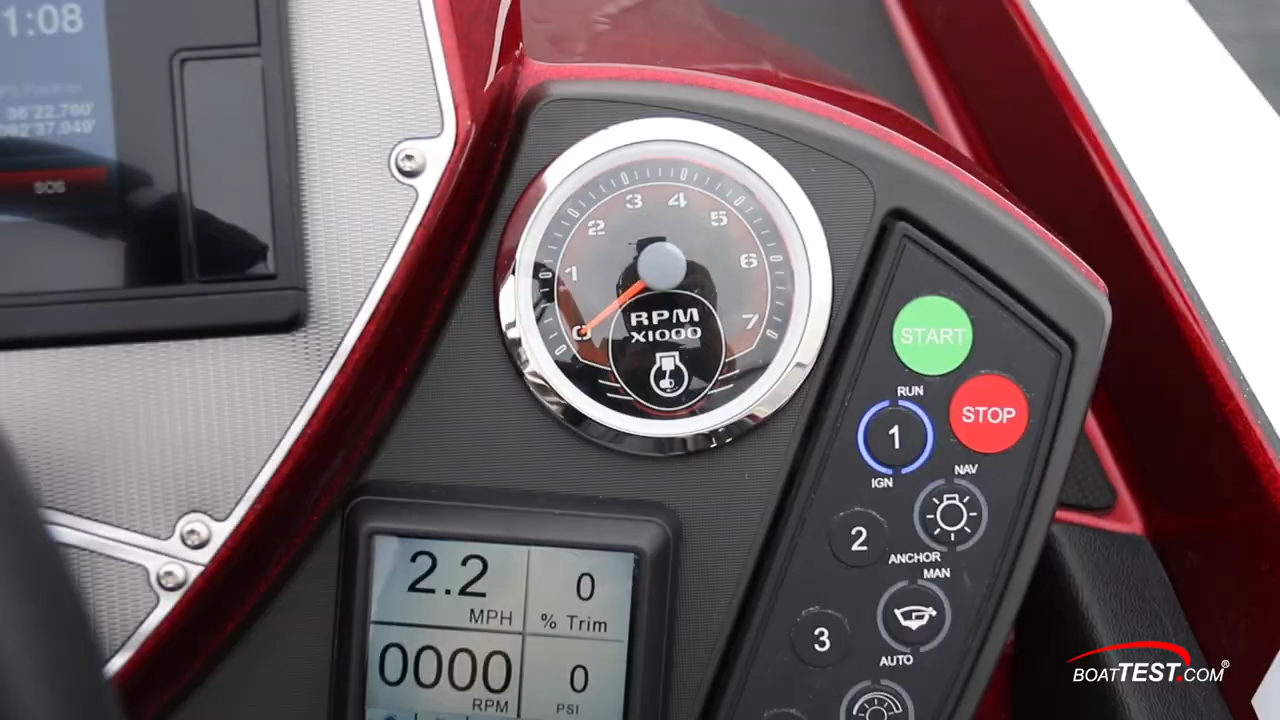 1:08
36°22.700'
092°37.049'
SOS
0 1 2 3 4 5 6 7
RPM
X1000
START
STOP
RUN
1
IGN
NAV
2
ANCHOR
MAN
3
AUTO
2.2
MPH
0
% Trim
0000
RPM
0
PSI
BOATTEST.COM®